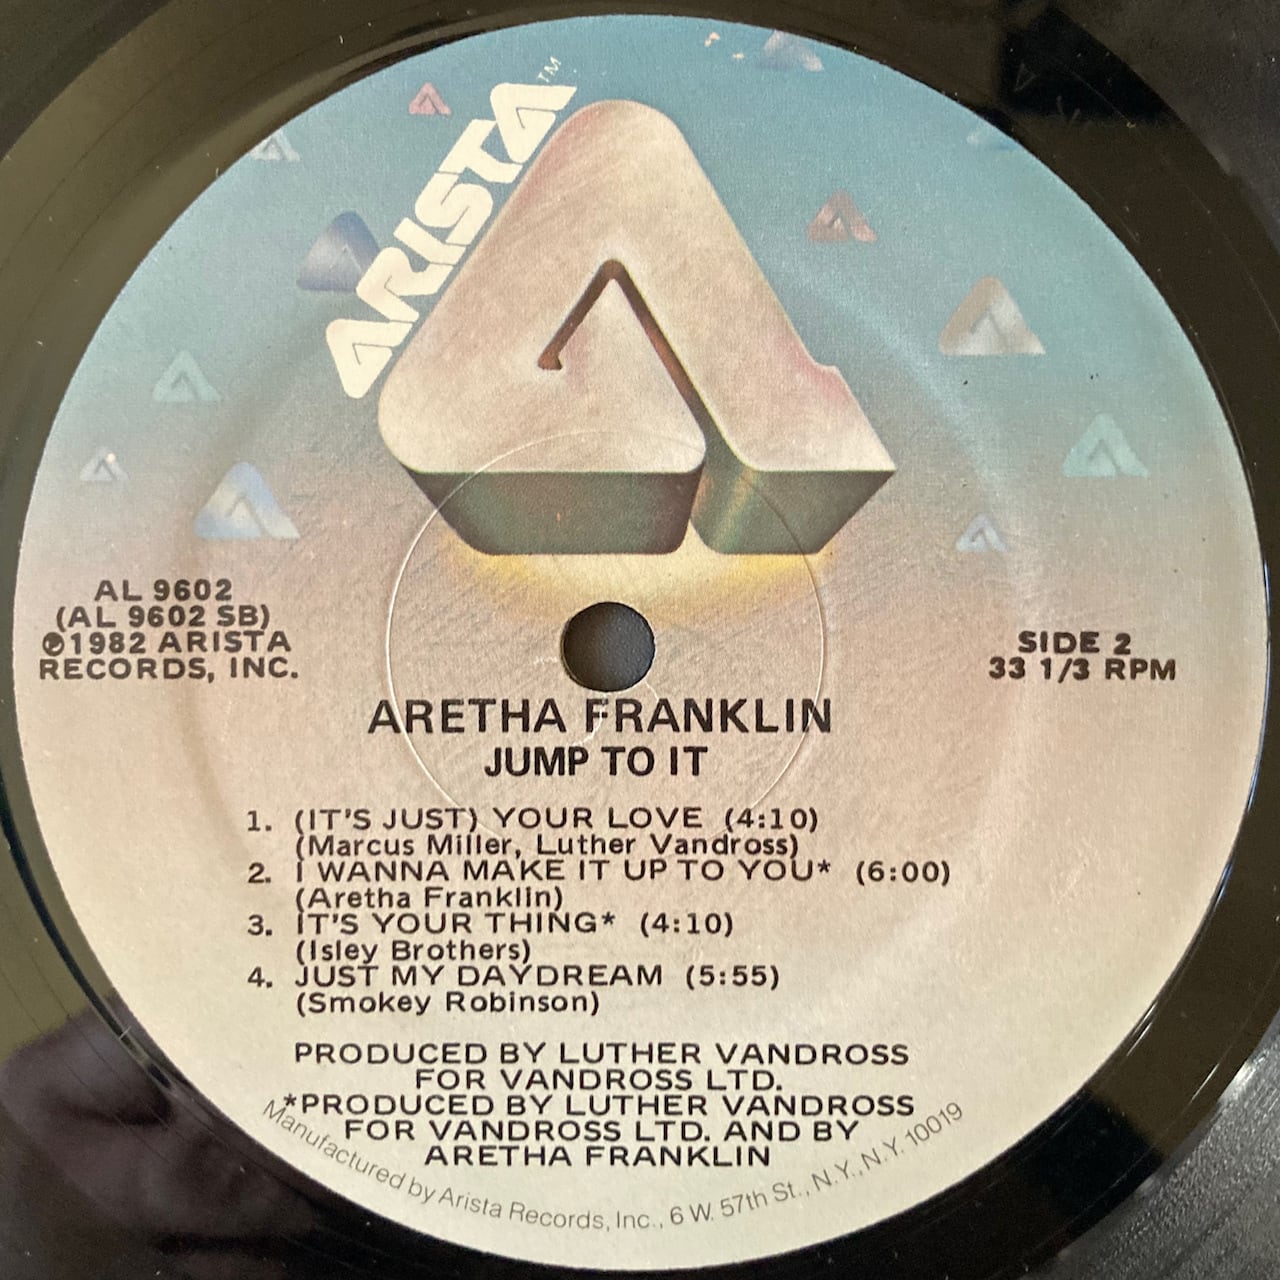 ARISTA™
AL 9602
(AL 9602 SB)
℗1982 ARISTA
RECORDS, INC.
SIDE 2
33 1/3 RPM
ARETHA FRANKLIN
JUMP TO IT
1. (IT'S JUST) YOUR LOVE (4:10)
(Marcus Miller, Luther Vandross)
2. I WANNA MAKE IT UP TO YOU* (6:00)
(Aretha Franklin)
3. IT'S YOUR THING* (4:10)
(Isley Brothers)
4. JUST MY DAYDREAM (5:55)
(Smokey Robinson)
PRODUCED BY LUTHER VANDROSS
FOR VANDROSS LTD.
*PRODUCED BY LUTHER VANDROSS
FOR VANDROSS LTD. AND BY
ARETHA FRANKLIN
Manufactured by Arista Records, Inc., 6 W. 57th St., N.Y., N.Y. 10019